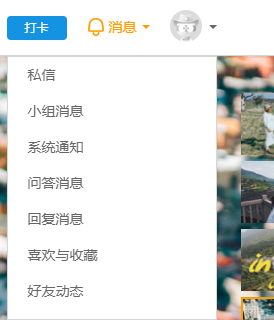 打卡 消息
私信
小组消息
系统通知
问答消息
回复消息
喜欢与收藏
好友动态